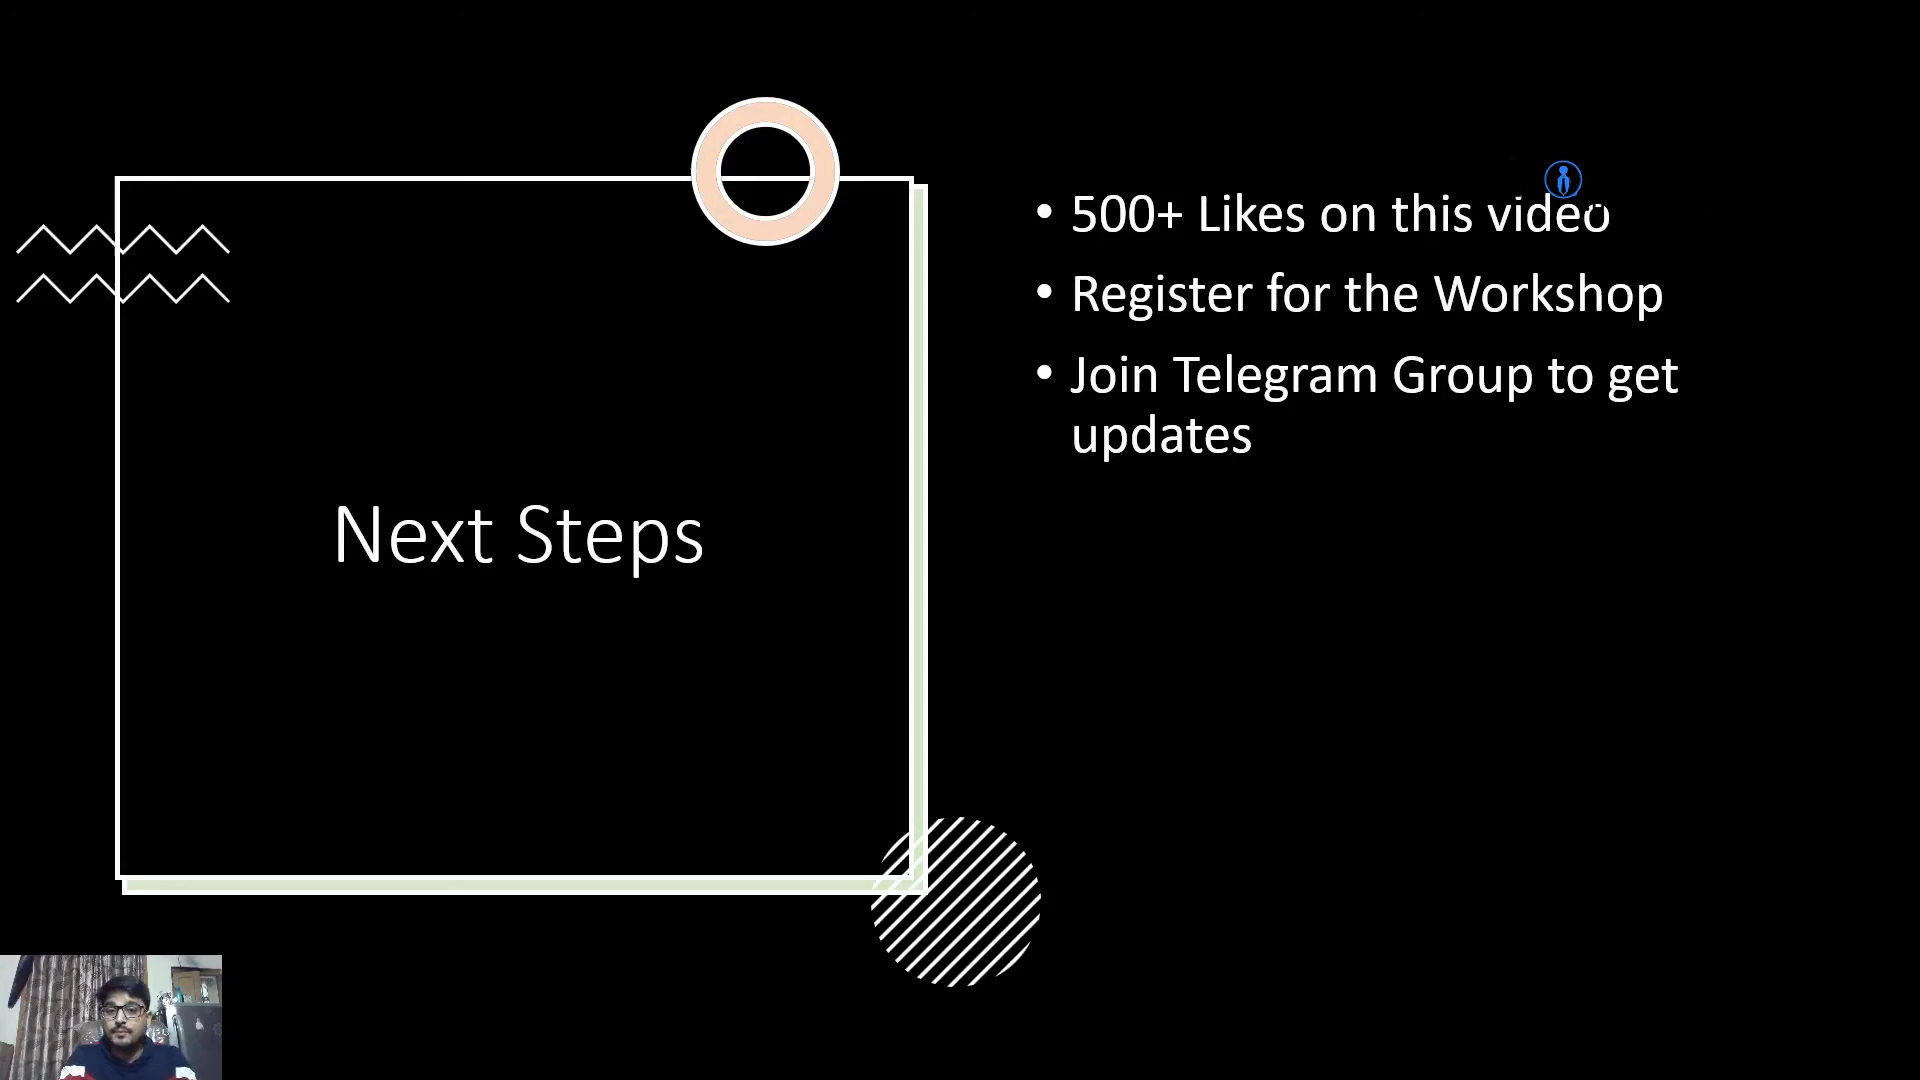 Next Steps
• 500+ Likes on this video
• Register for the Workshop
• Join Telegram Group to get
updates